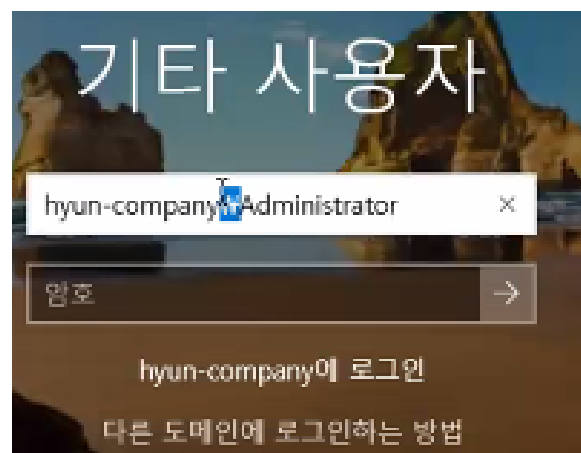 기타 사용자
hyun-company\Administrator
암호
hyun-company에 로그인
다른 도메인에 로그인하는 방법